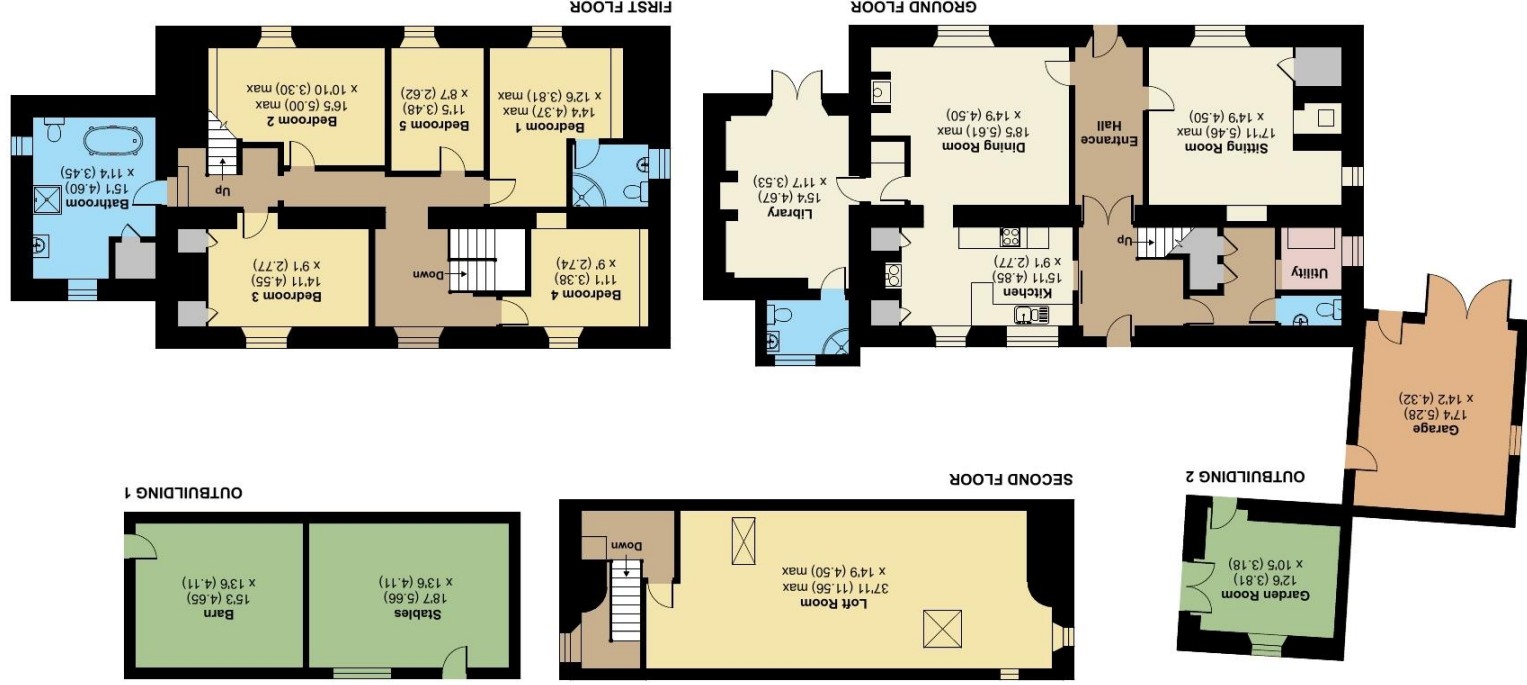 Garden Room
12'6 (3.81)
x 10'5 (3.18)
OUTBUILDING 2
Loft Room
37'11 (11.56) max
x 14'9 (4.50) max
Down
SECOND FLOOR
Stables
18'7 (5.66)
x 13'6 (4.11)
Barn
15'3 (4.65)
x 13'6 (4.11)
OUTBUILDING 1
Garage
17'4 (5.28)
x 14'2 (4.32)
Utility
Up
Kitchen
15'11 (4.85)
x 9'1 (2.77)
Sitting Room
17'11 (5.46) max
x 14'9 (4.50)
Entrance
Hall
Dining Room
18'5 (5.61) max
x 14'9 (4.50)
Library
15'4 (4.67)
x 11'7 (3.53)
GROUND FLOOR
Bedroom 4
11'1 (3.38)
x 9' (2.74)
Down
Bedroom 3
14'11 (4.55)
x 9'1 (2.77)
Bathroom
15'1 (4.60)
x 11'4 (3.45)
Up
Bedroom 1
14'4 (4.37) max
x 12'6 (3.81)
Bedroom 5
11'5 (3.48)
x 8'7 (2.62)
Bedroom 2
16'5 (5.00) max
x 10'10 (3.30)
FIRST FLOOR